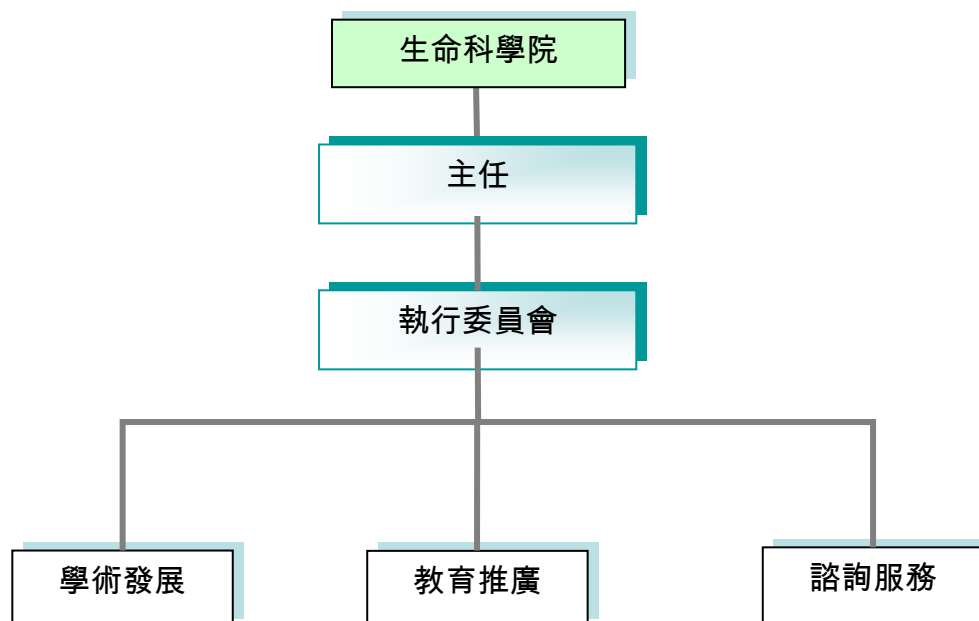 生命科學院
主任
執行委員會
學術發展
教育推廣
諮詢服務